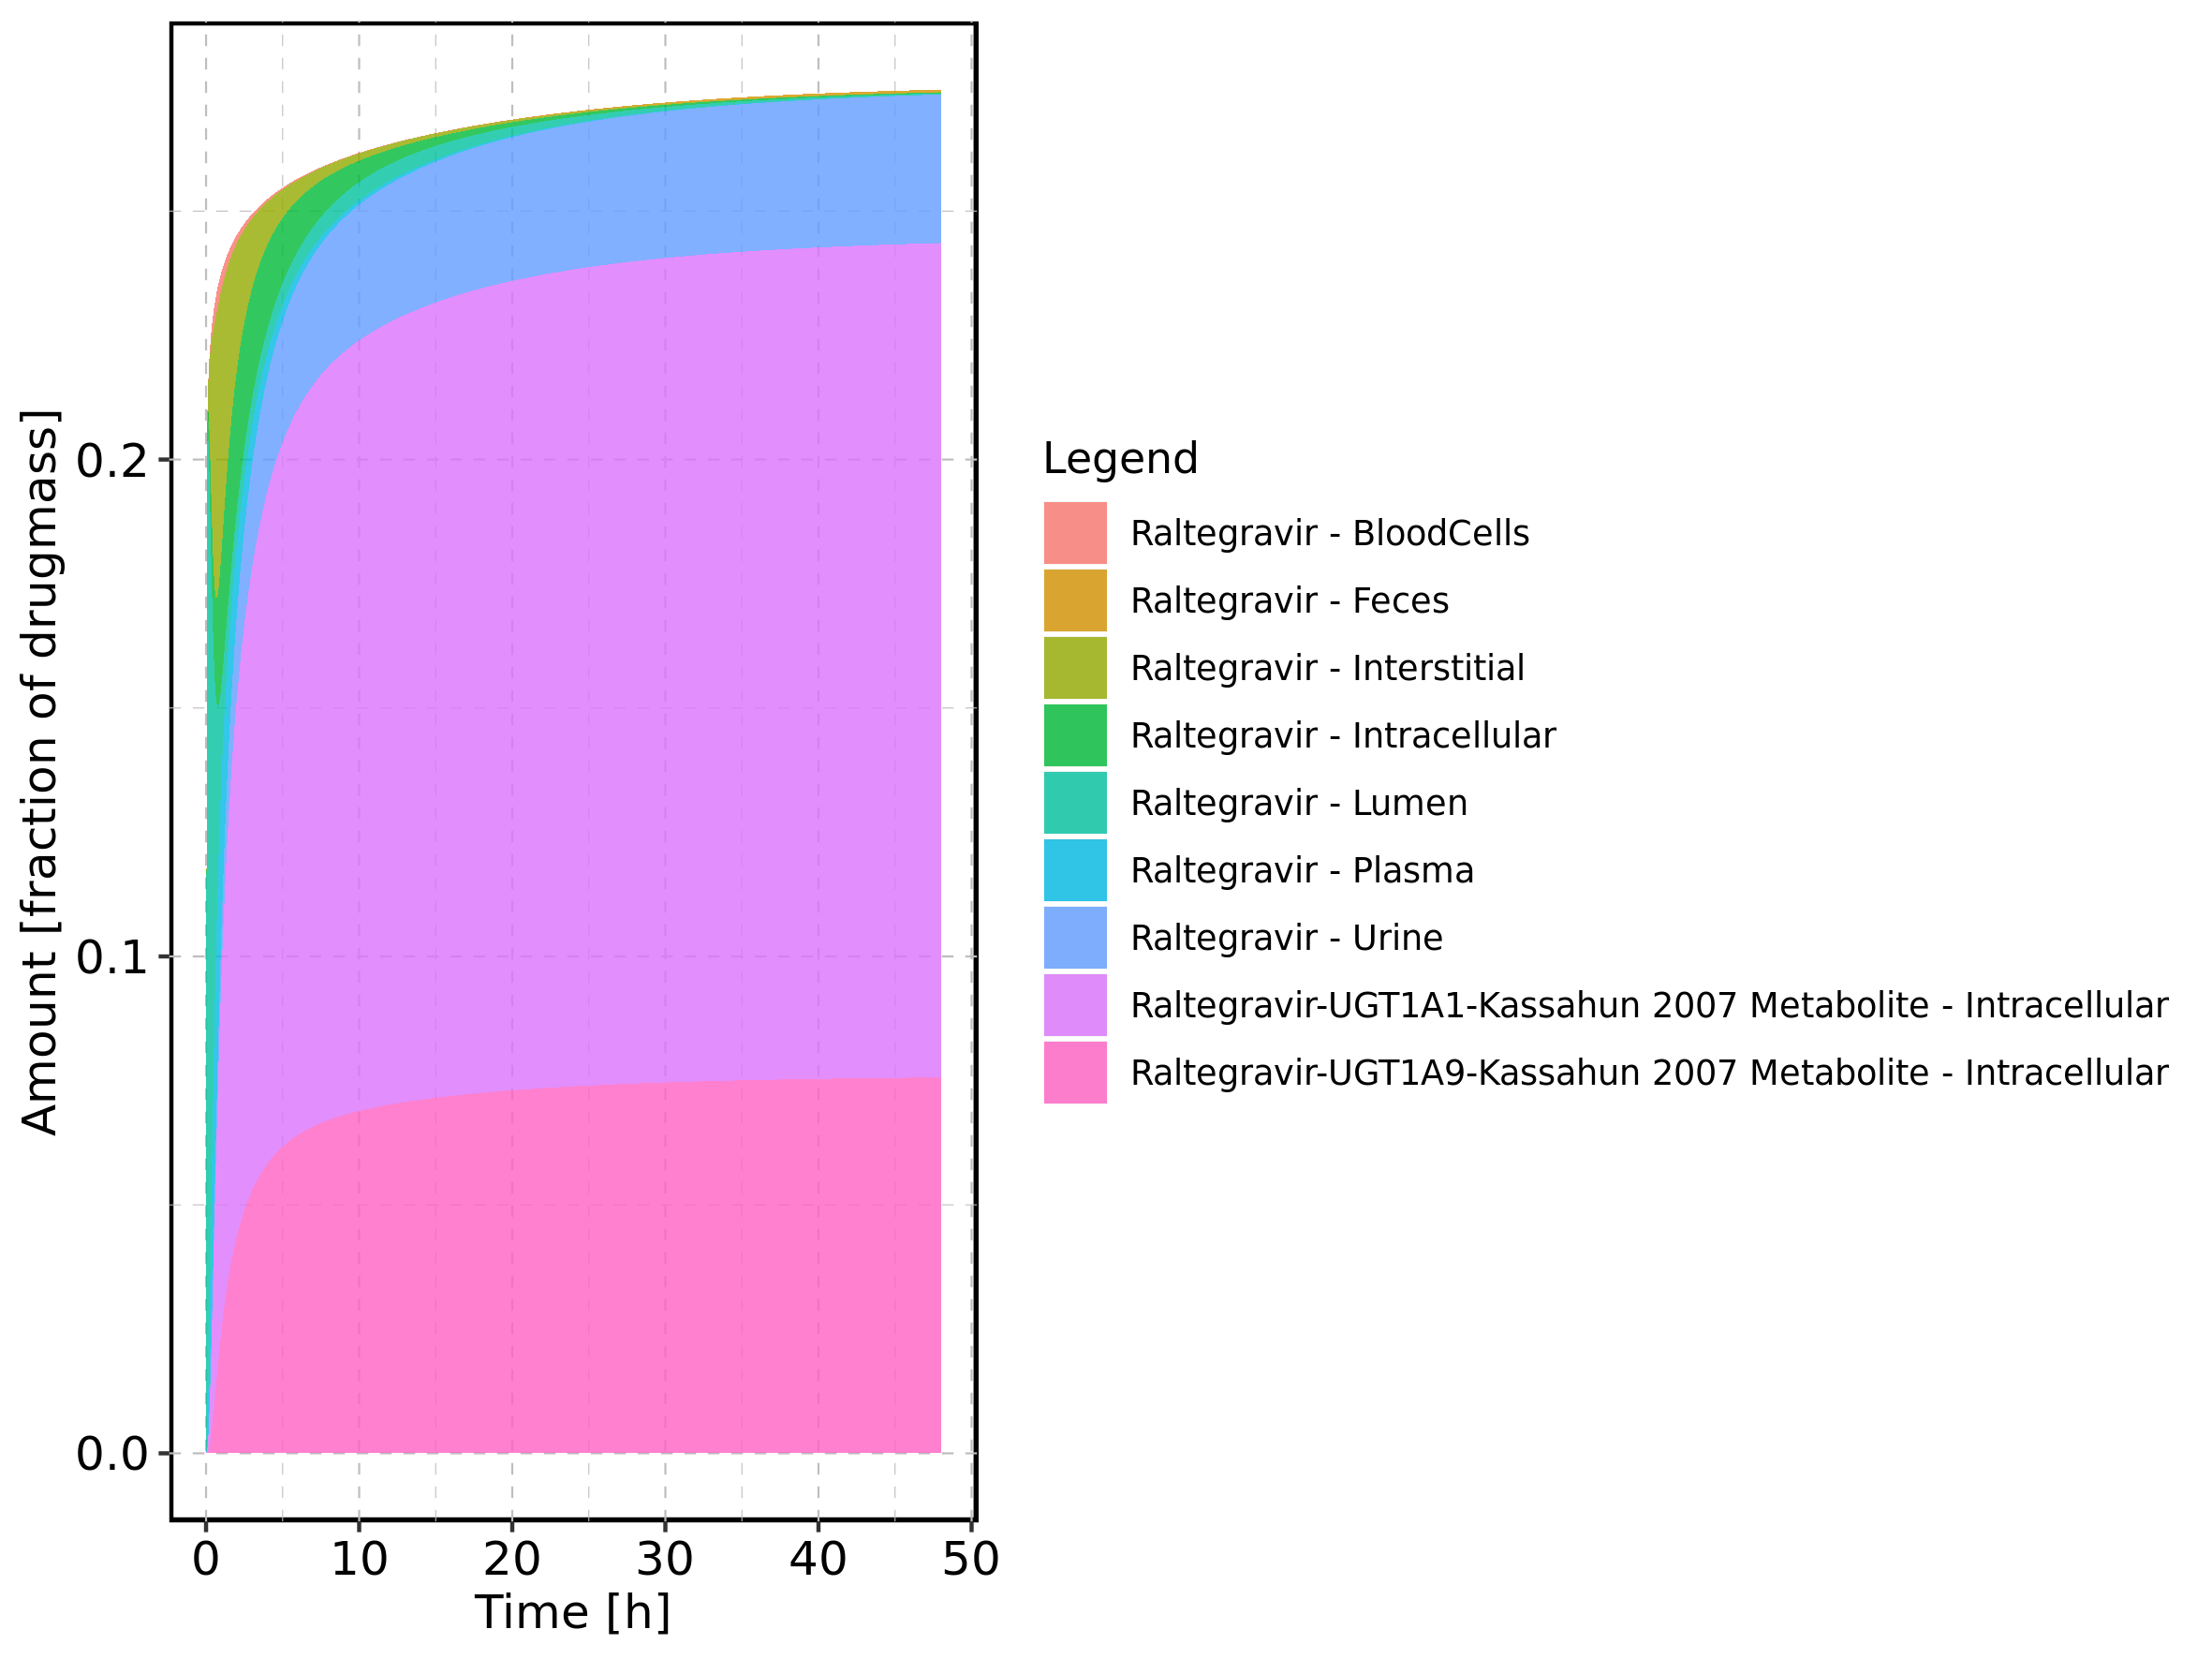 Amount [fraction of drugmass]
0.2
0.1
0.0
0 10 20 30 40 50
Time [h]
Legend
Raltegravir - BloodCells
Raltegravir - Feces
Raltegravir - Interstitial
Raltegravir - Intracellular
Raltegravir - Lumen
Raltegravir - Plasma
Raltegravir - Urine
Raltegravir-UGT1A1-Kassahun 2007 Metabolite - Intracellular
Raltegravir-UGT1A9-Kassahun 2007 Metabolite - Intracellular